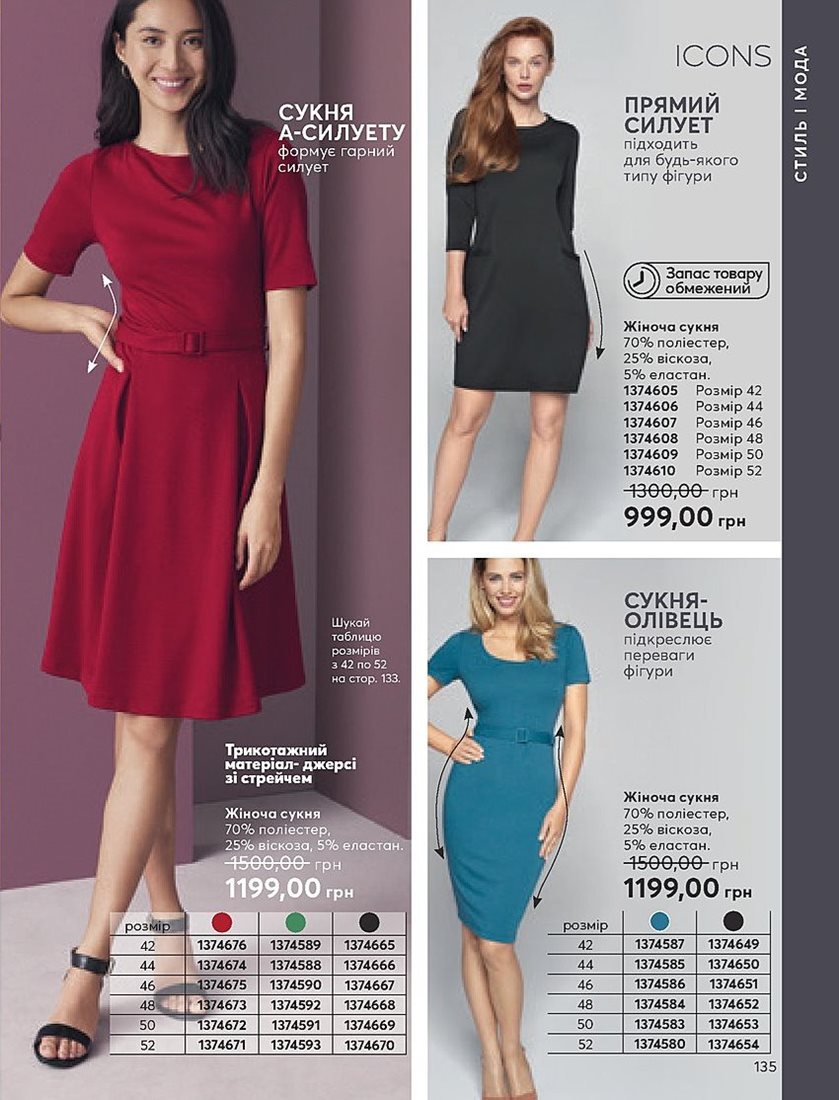 СУКНЯ
А-СИЛУЕТУ
формує гарний
силует
Шукай
таблицю
розмірів
з 42 по 52
на стор. 133.
Трикотажний
матеріал- джерсі
зі стрейчем
Жіноча сукня
70% поліестер,
25% віскоза, 5% еластан.
1500,00 грн
1199,00 грн
розмір
42 1374676 1374589 1374665
44 1374674 1374588 1374666
46 1374675 1374590 1374667
48 1374673 1374592 1374668
50 1374672 1374591 1374669
52 1374671 1374593 1374670
ICONS
ПРЯМИЙ
СИЛУЕТ
підходить
для будь-якого
типу фігури
Запас товару
обмежений
Жіноча сукня
70% поліестер,
25% віскоза,
5% еластан.
1374605 Розмір 42
1374606 Розмір 44
1374607 Розмір 46
1374608 Розмір 48
1374609 Розмір 50
1374610 Розмір 52
1300,00 грн
999,00 грн
СУКНЯ-
ОЛІВЕЦЬ
підкреслює
переваги
фігури
Жіноча сукня
70% поліестер,
25% віскоза,
5% еластан.
1500,00 грн
1199,00 грн
розмір
42 1374587 1374649
44 1374585 1374650
46 1374586 1374651
48 1374584 1374652
50 1374583 1374653
52 1374580 1374654
135
СТИЛЬ І МОДА